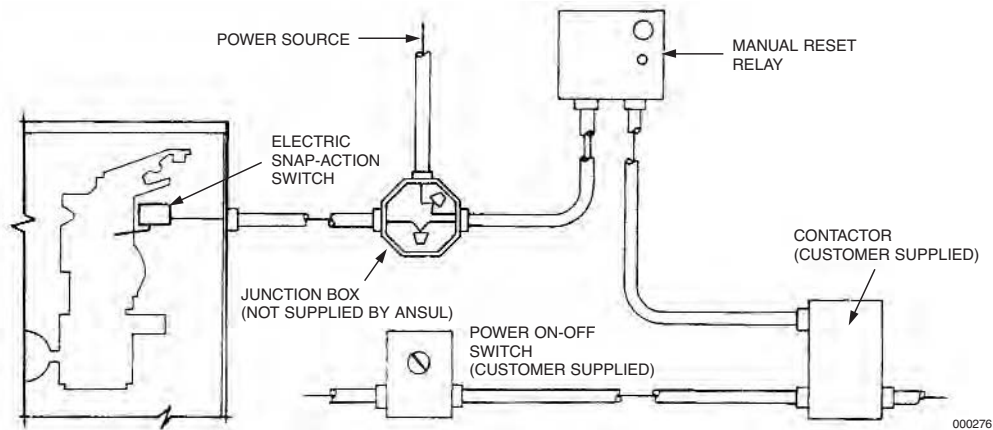 POWER SOURCE
MANUAL RESET
RELAY
ELECTRIC
SNAP-ACTION
SWITCH
JUNCTION BOX
(NOT SUPPLIED BY ANSUL)
CONTACTOR
(CUSTOMER SUPPLIED)
POWER ON-OFF
SWITCH
(CUSTOMER SUPPLIED)
000276